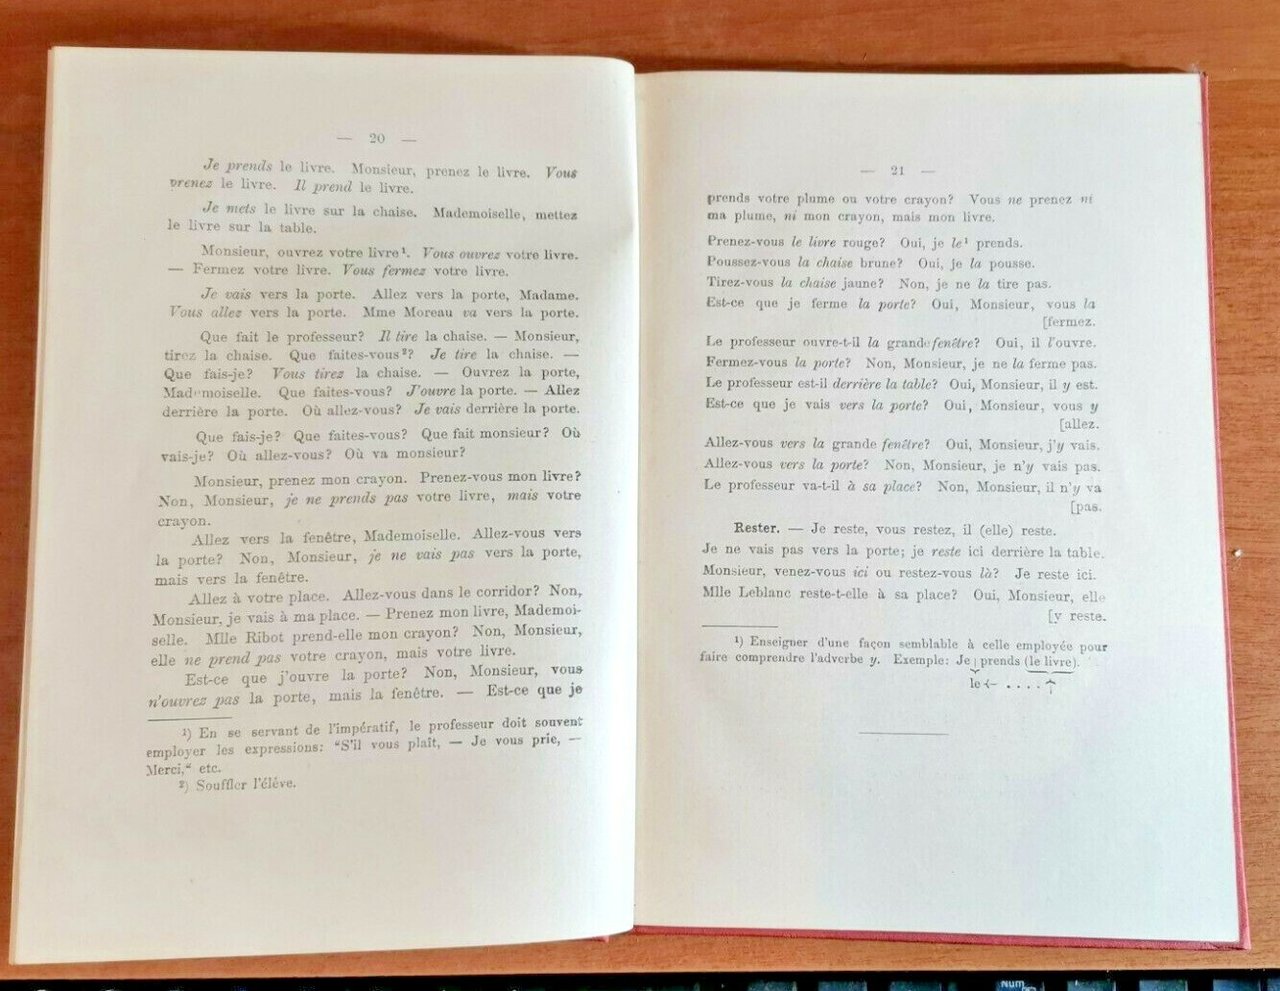 — 20 —
Je prends le livre. Monsieur, prenez le livre. Vous
prenez le livre. Il prend le livre.
Je mets le livre sur la chaise. Mademoiselle, mettez
le livre sur la table.
Monsieur, ouvrez votre livre¹. Vous ouvrez votre livre.
— Fermez votre livre. Vous fermez votre livre.
Je vais vers la porte. Allez vers la porte, Madame.
Vous allez vers la porte. Mme Moreau va vers la porte.
Que fait le professeur? Il tire la chaise. — Monsieur,
tirez la chaise. Que faites-vous²? Je tire la chaise. —
Que fais-je? Vous tirez la chaise. — Ouvrez la porte,
Mademoiselle. Que faites-vous? J'ouvre la porte. — Allez
derrière la porte. Où allez-vous? Je vais derrière la porte.
Que fais-je? Que faites-vous? Que fait monsieur? Où
vais-je? Où allez-vous? Où va monsieur?
Monsieur, prenez mon crayon. Prenez-vous mon livre?
Non, Monsieur, je ne prends pas votre livre, mais votre
crayon.
Allez vers la fenêtre, Mademoiselle. Allez-vous vers
la porte? Non, Monsieur, je ne vais pas vers la porte,
mais vers la fenêtre.
Allez à votre place. Allez-vous dans le corridor? Non,
Monsieur, je vais à ma place. — Prenez mon livre, Mademoi-
selle. Mlle Ribot prend-elle mon crayon? Non, Monsieur,
elle ne prend pas votre crayon, mais votre livre.
Est-ce que j'ouvre la porte? Non, Monsieur, vous
n'ouvrez pas la porte, mais la fenêtre. — Est-ce que je
¹) En se servant de l'impératif, le professeur doit souvent
employer les expressions: "S'il vous plaît, — Je vous prie, —
Merci,“ etc.
²) Souffler l'élève.
— 21 —
prends votre plume ou votre crayon? Vous ne prenez ni
ma plume, ni mon crayon, mais mon livre.
Prenez-vous le livre rouge? Oui, je le¹ prends.
Poussez-vous la chaise brune? Oui, je la pousse.
Tirez-vous la chaise jaune? Non, je ne la tire pas.
Est-ce que je ferme la porte? Oui, Monsieur, vous la
[fermez.
Le professeur ouvre-t-il la grande fenêtre? Oui, il l'ouvre.
Fermez-vous la porte? Non, Monsieur, je ne la ferme pas.
Le professeur est-il derrière la table? Oui, Monsieur, il y est.
Est-ce que je vais vers la porte? Oui, Monsieur, vous y
[allez.
Allez-vous vers la grande fenêtre? Oui, Monsieur, j'y vais.
Allez-vous vers la porte? Non, Monsieur, je n'y vais pas.
Le professeur va-t-il à sa place? Non, Monsieur, il n'y va
[pas.
Rester. — Je reste, vous restez, il (elle) reste.
Je ne vais pas vers la porte; je reste ici derrière la table.
Monsieur, venez-vous ici ou restez-vous là? Je reste ici.
Mlle Leblanc reste-t-elle à sa place? Oui, Monsieur, elle
[y reste.
¹) Enseigner d'une façon semblable à celle employée pour
faire comprendre l'adverbe y. Exemple: Je | prends (le livre).
le <– . . . .
Num